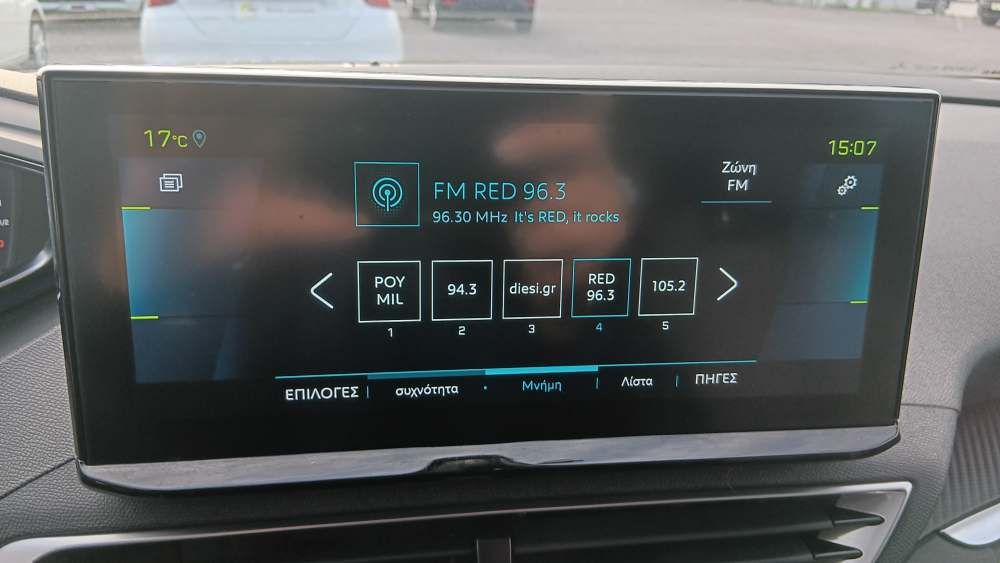 17°C
15:07
Ζώνη
FM
FM RED 96.3
96.30 MHz It's RED, it rocks
ΡΟΥ
MIL
94.3
diesi.gr
RED
96.3
105.2
1
2
3
4
5
ΕΠΙΛΟΓΕΣ
συχνότητα
Μνήμη
Λίστα
ΠΗΓΕΣ